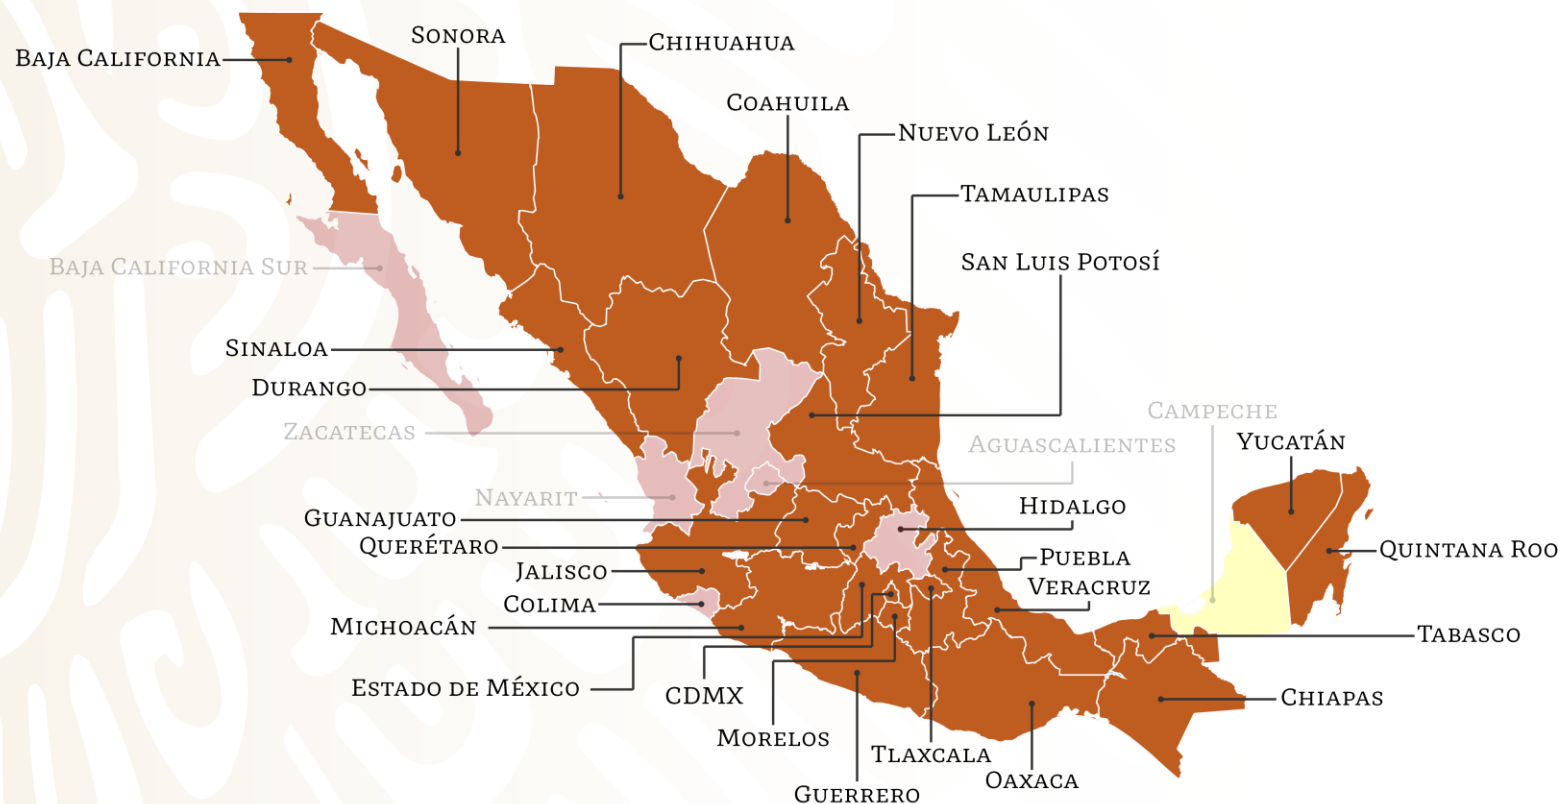 Sonora
Chihuahua
Baja California
Coahuila
Nuevo León
Tamaulipas
San Luis Potosí
Baja California Sur
Sinaloa
Durango
Campeche
Zacatecas
Yucatán
Aguascalientes
Nayarit
Hidalgo
Guanajuato
Querétaro
Quintana Roo
Puebla
Jalisco
Veracruz
Colima
Michoacán
Tabasco
Estado de México
CDMX
Chiapas
Morelos
Tlaxcala
Oaxaca
Guerrero